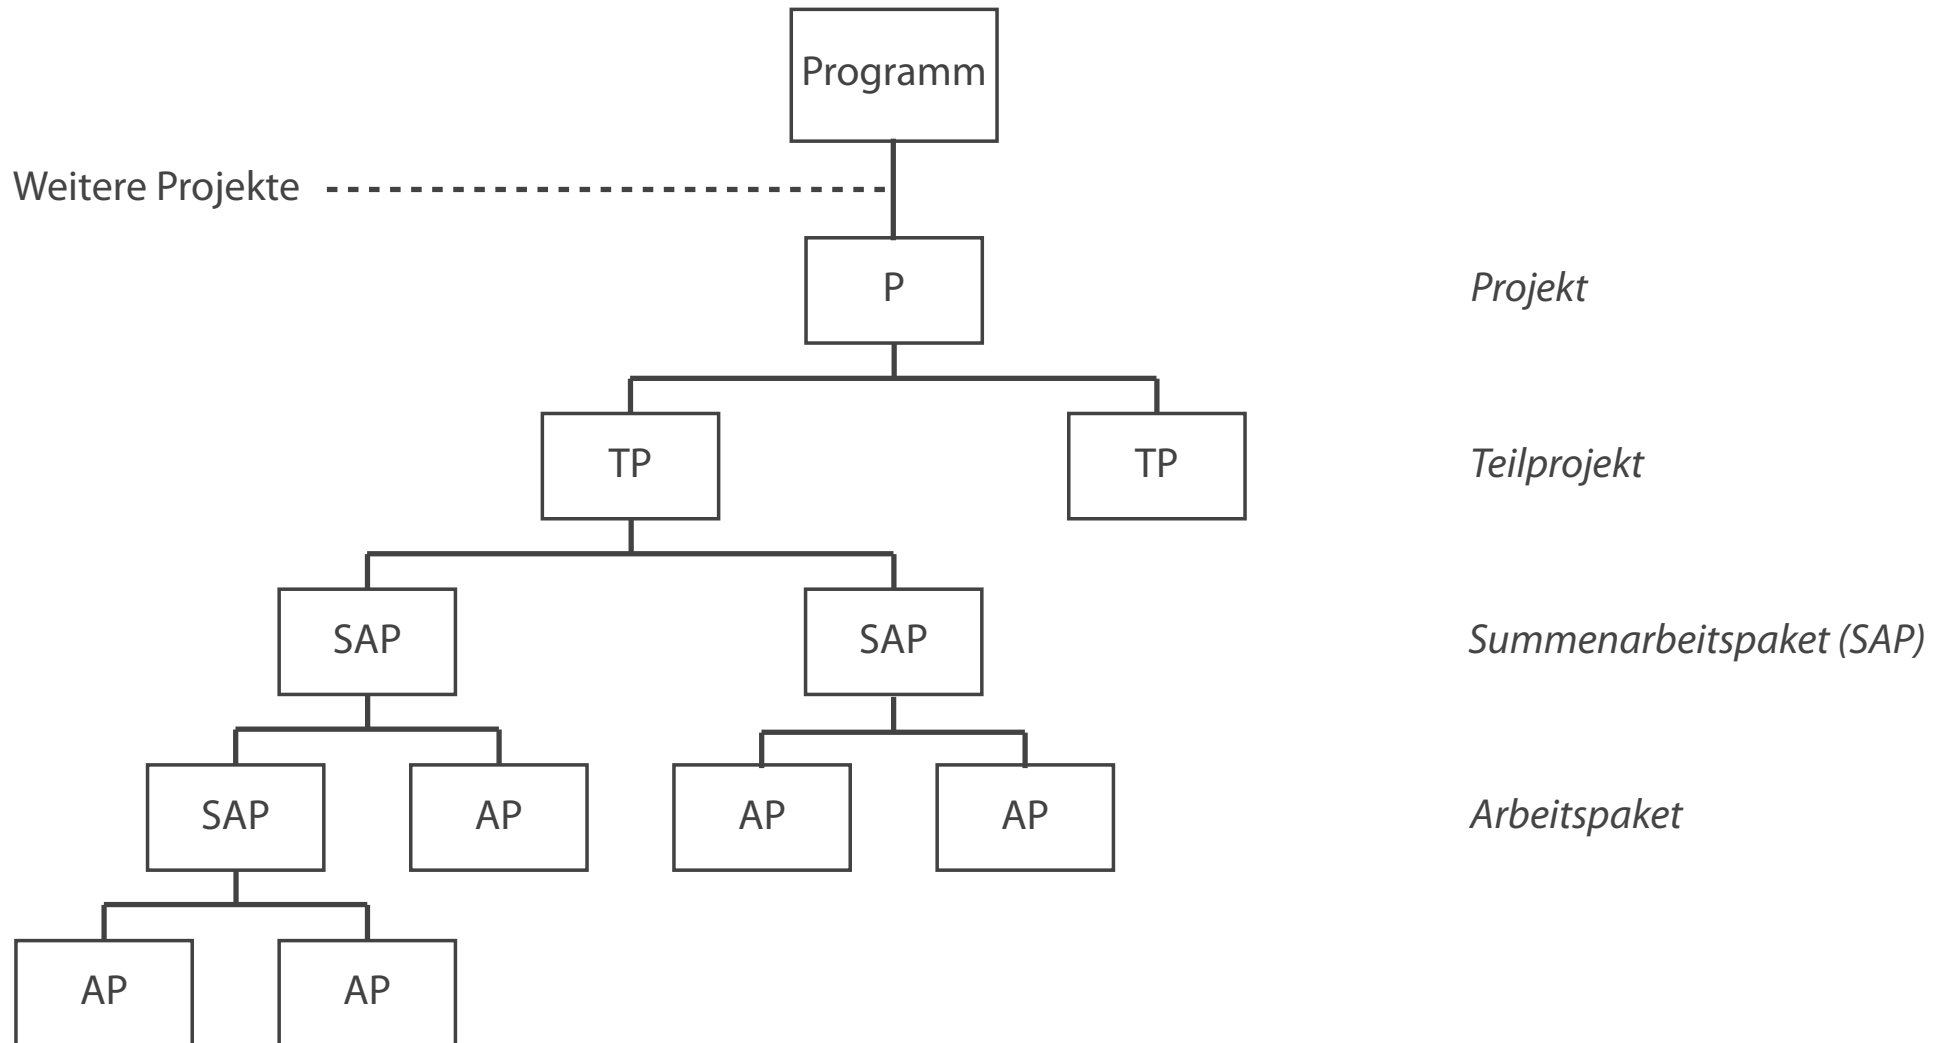 Programm
Weitere Projekte
P
Projekt
TP
TP
Teilprojekt
SAP
SAP
Summenarbeitspaket (SAP)
SAP
AP
AP
AP
Arbeitspaket
AP
AP